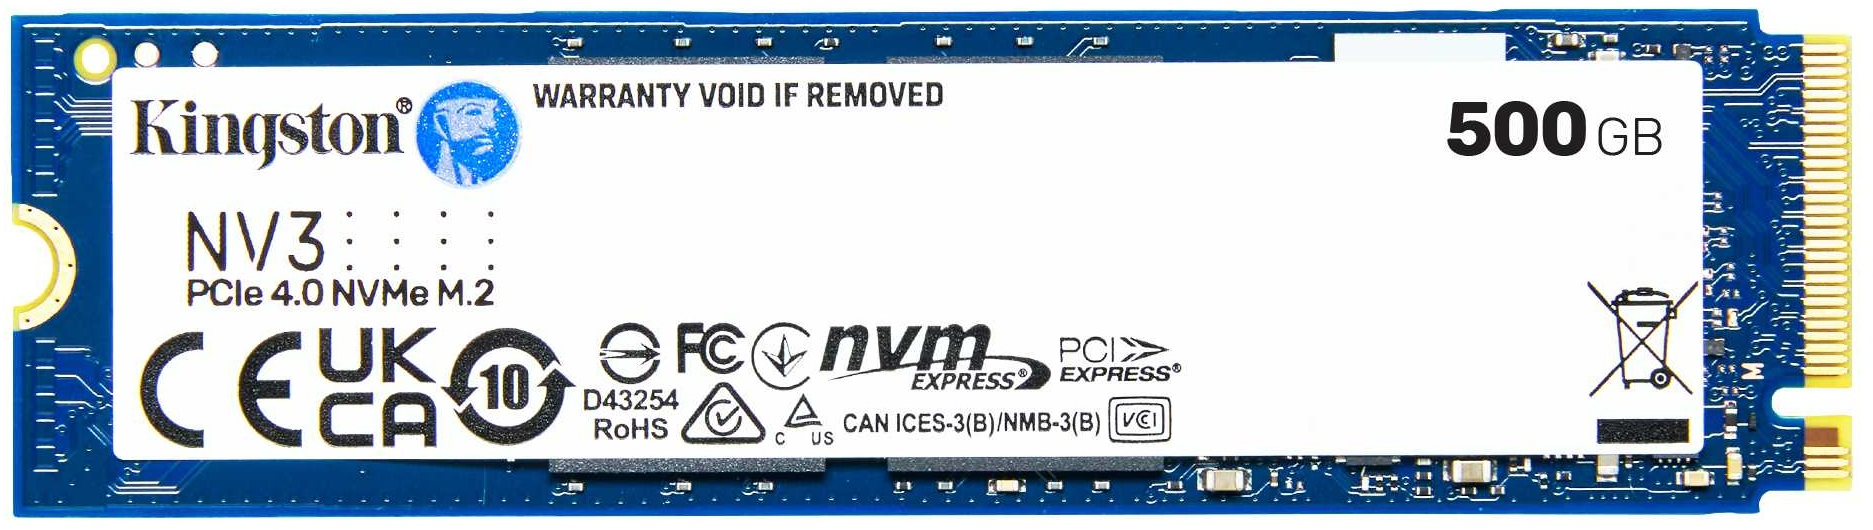 Kingston®
WARRANTY VOID IF REMOVED
500 GB
NV3
PCIe 4.0 NVMe M.2
CE
UK
CA
10
D43254
RoHS
FC
nvm
EXPRESS®
PCI
EXPRESS®
C US
CAN ICES-3(B)/NMB-3(B)
VCI
M